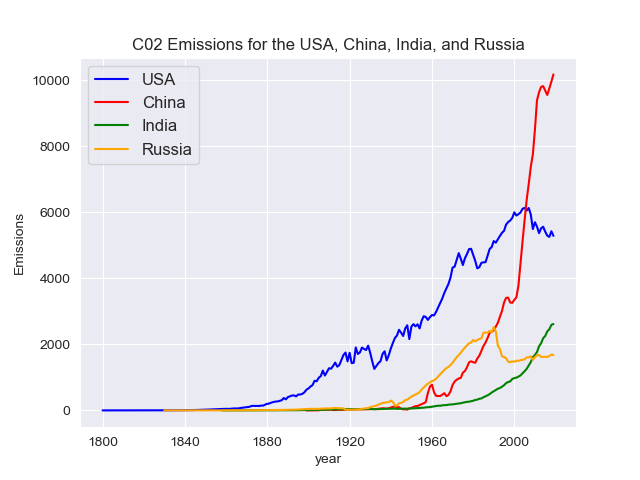 C02 Emissions for the USA, China, India, and Russia
USA
China
India
Russia
10000
8000
6000
4000
2000
0
Emissions
1800 1840 1880 1920 1960 2000
year